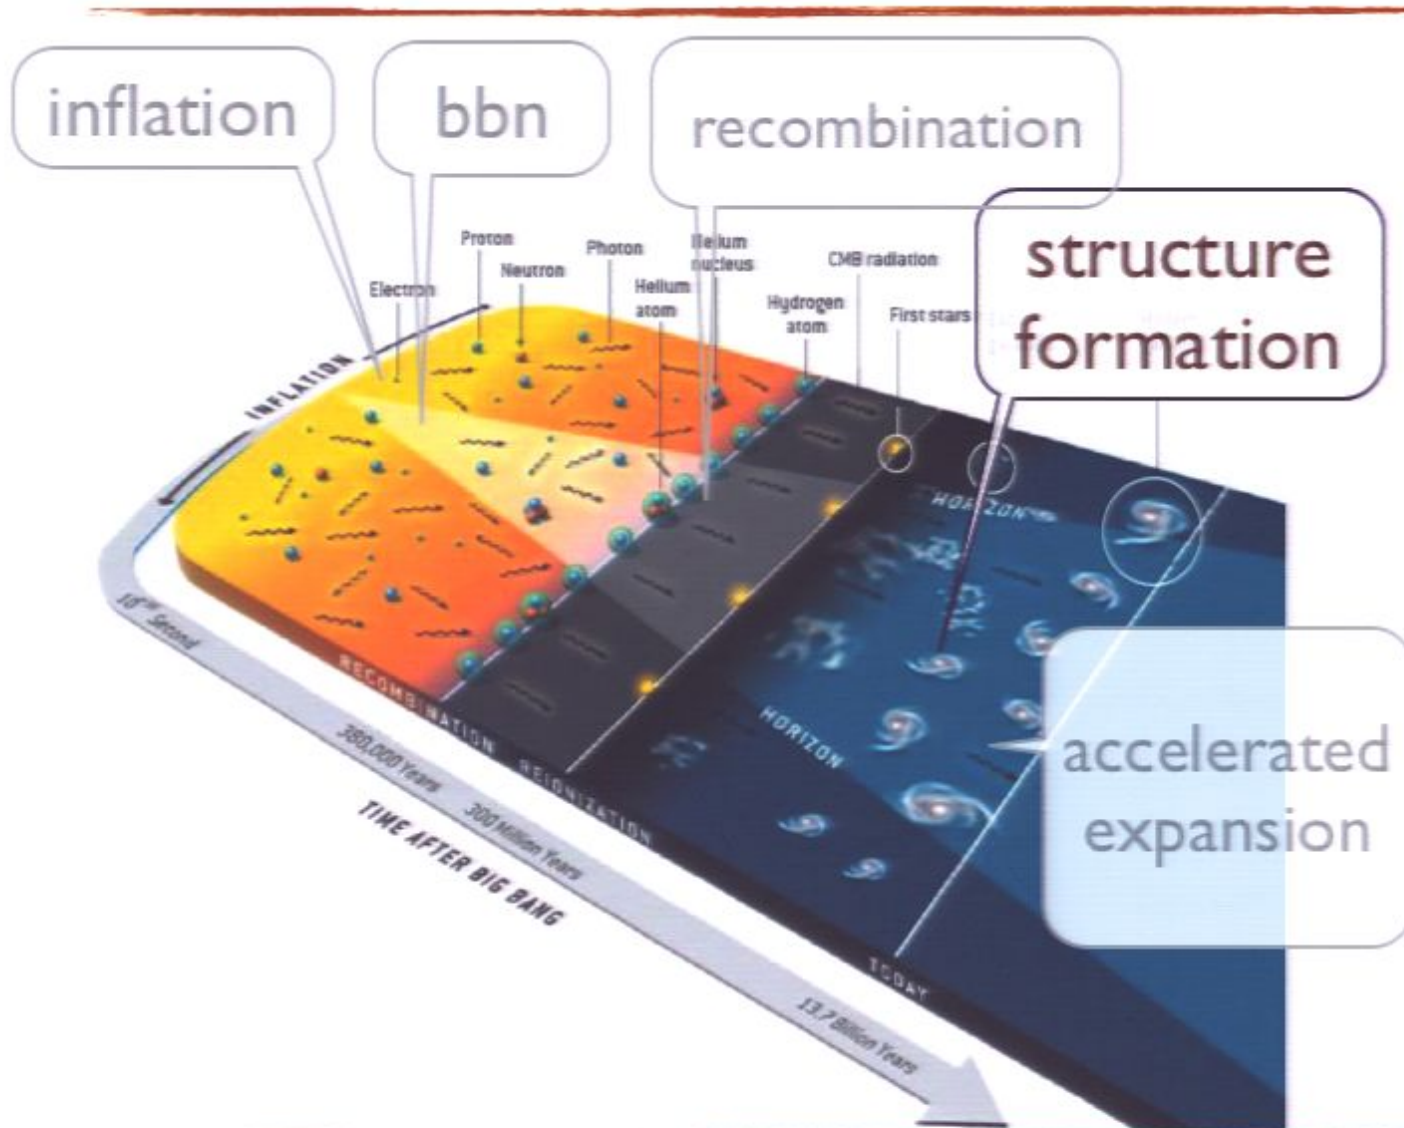 inflation
bbn
recombination
structure
formation
accelerated
expansion
Proton
Neutron
Electron
Photon
Helium
atom
Helium
nucleus
Hydrogen
atom
CMB radiation
First stars
INFLATION
HORIZON
HORIZON
RECOMBINATION
REIONIZATION
TODAY
Second
380,000 Years
300 Million Years
13.7 Billion Years
TIME AFTER BIG BANG